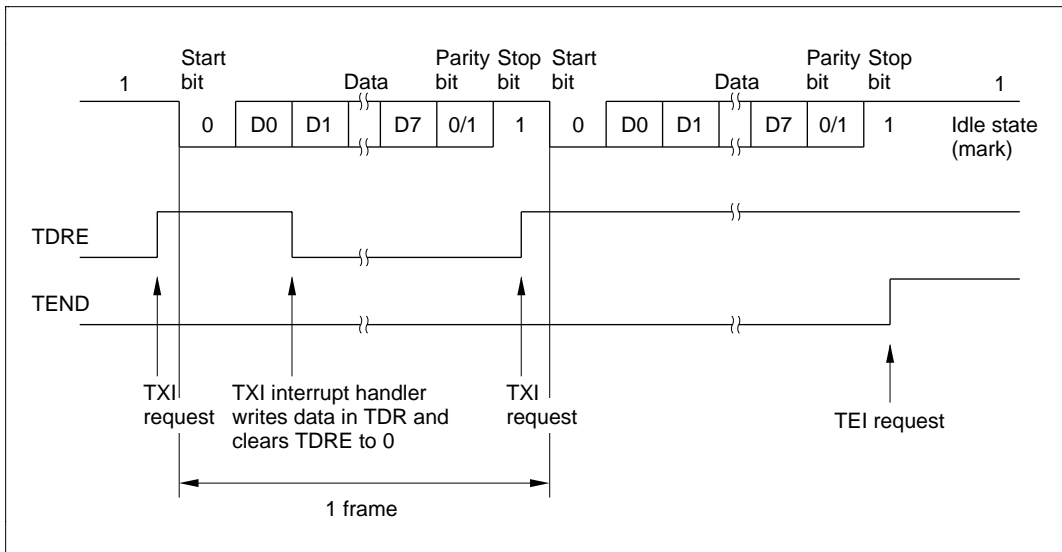 Start bit
Data
Parity bit
Stop bit
Start bit
Data
Parity bit
Stop bit
1
0
D0
D1
D7
0/1
1
0
D0
D1
D7
0/1
1
1
Idle state
(mark)
TDRE
TEND
TXI
request
TXI interrupt handler
writes data in TDR and
clears TDRE to 0
TXI
request
TEI request
1 frame